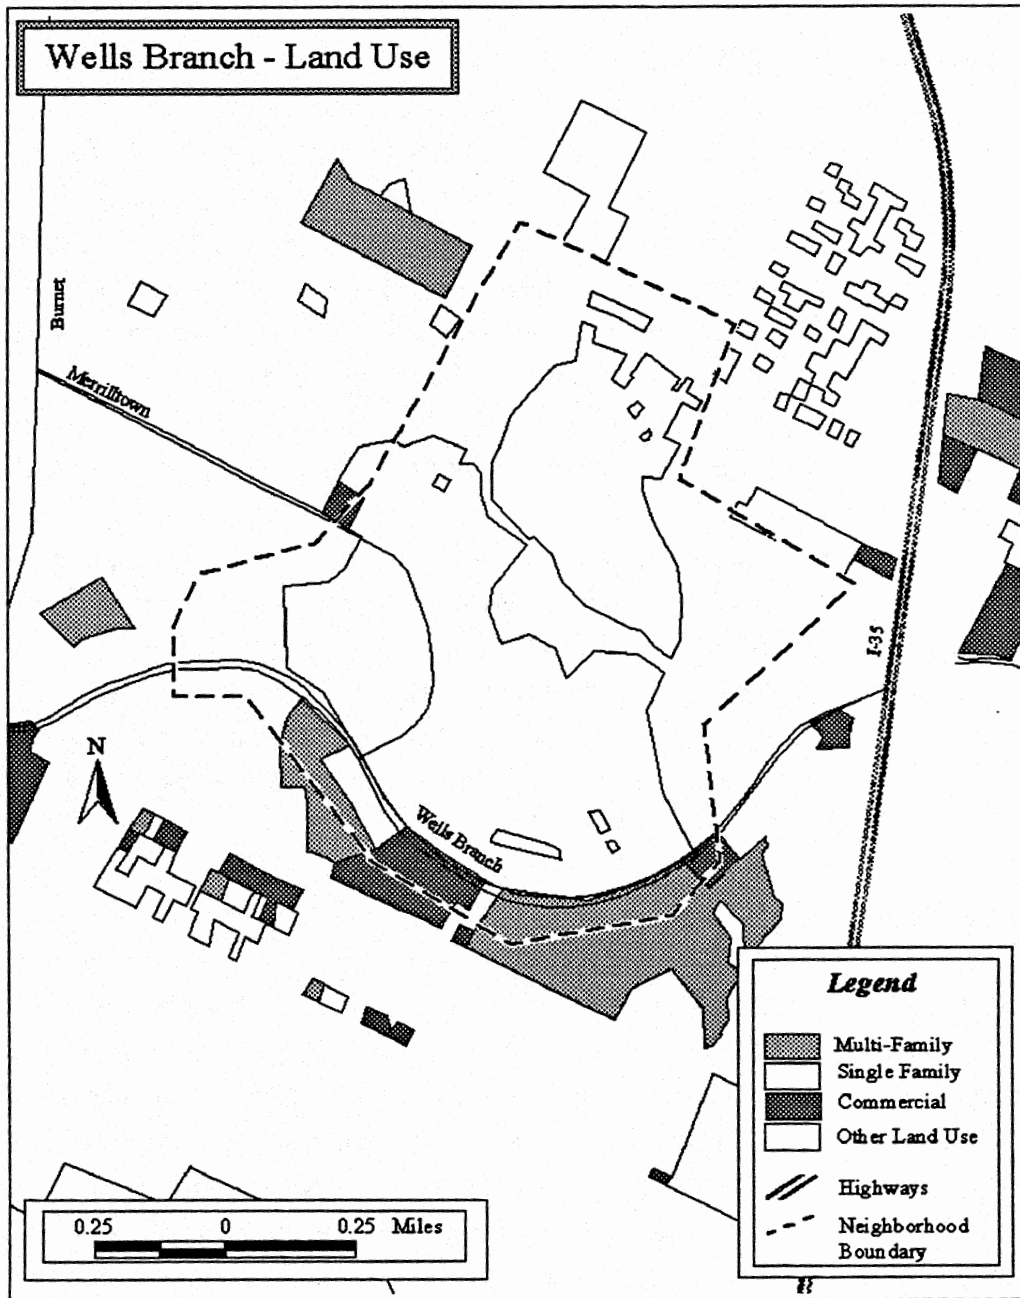 Wells Branch - Land Use
Burnet
Merrilltown
I-35
N
Wells Branch
Legend
Multi-Family
Single Family
Commercial
Other Land Use
Highways
Neighborhood
Boundary
0.25 0 0.25 Miles